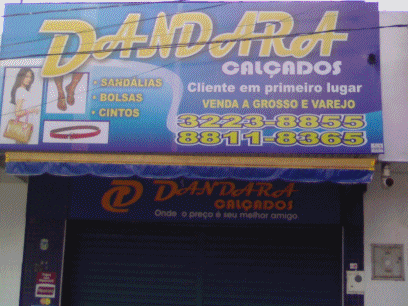 DANDARA
CALÇADOS
• SANDÁLIAS
• BOLSAS
• CINTOS
Cliente em primeiro lugar
VENDA A GROSSO E VAREJO
3223-8855
8811-8365
DANDARA
CALÇADOS
Onde o preço é seu melhor amigo